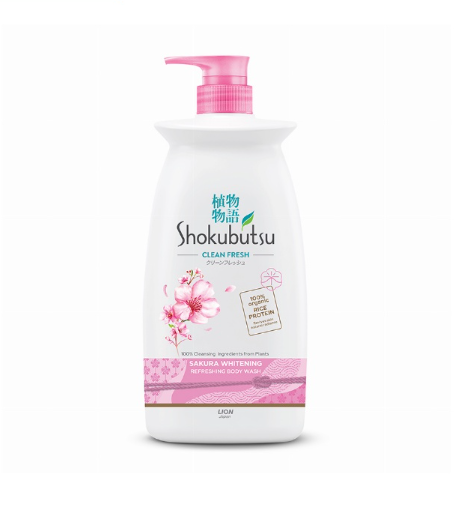 植物
物語
Shokubutsu
CLEAN FRESH
クリーンフレッシュ
100%
organic
RICE
PROTEIN
100% Cleansing Ingredients from Plants
SAKURA WHITENING
REFRESHING BODY WASH
LION